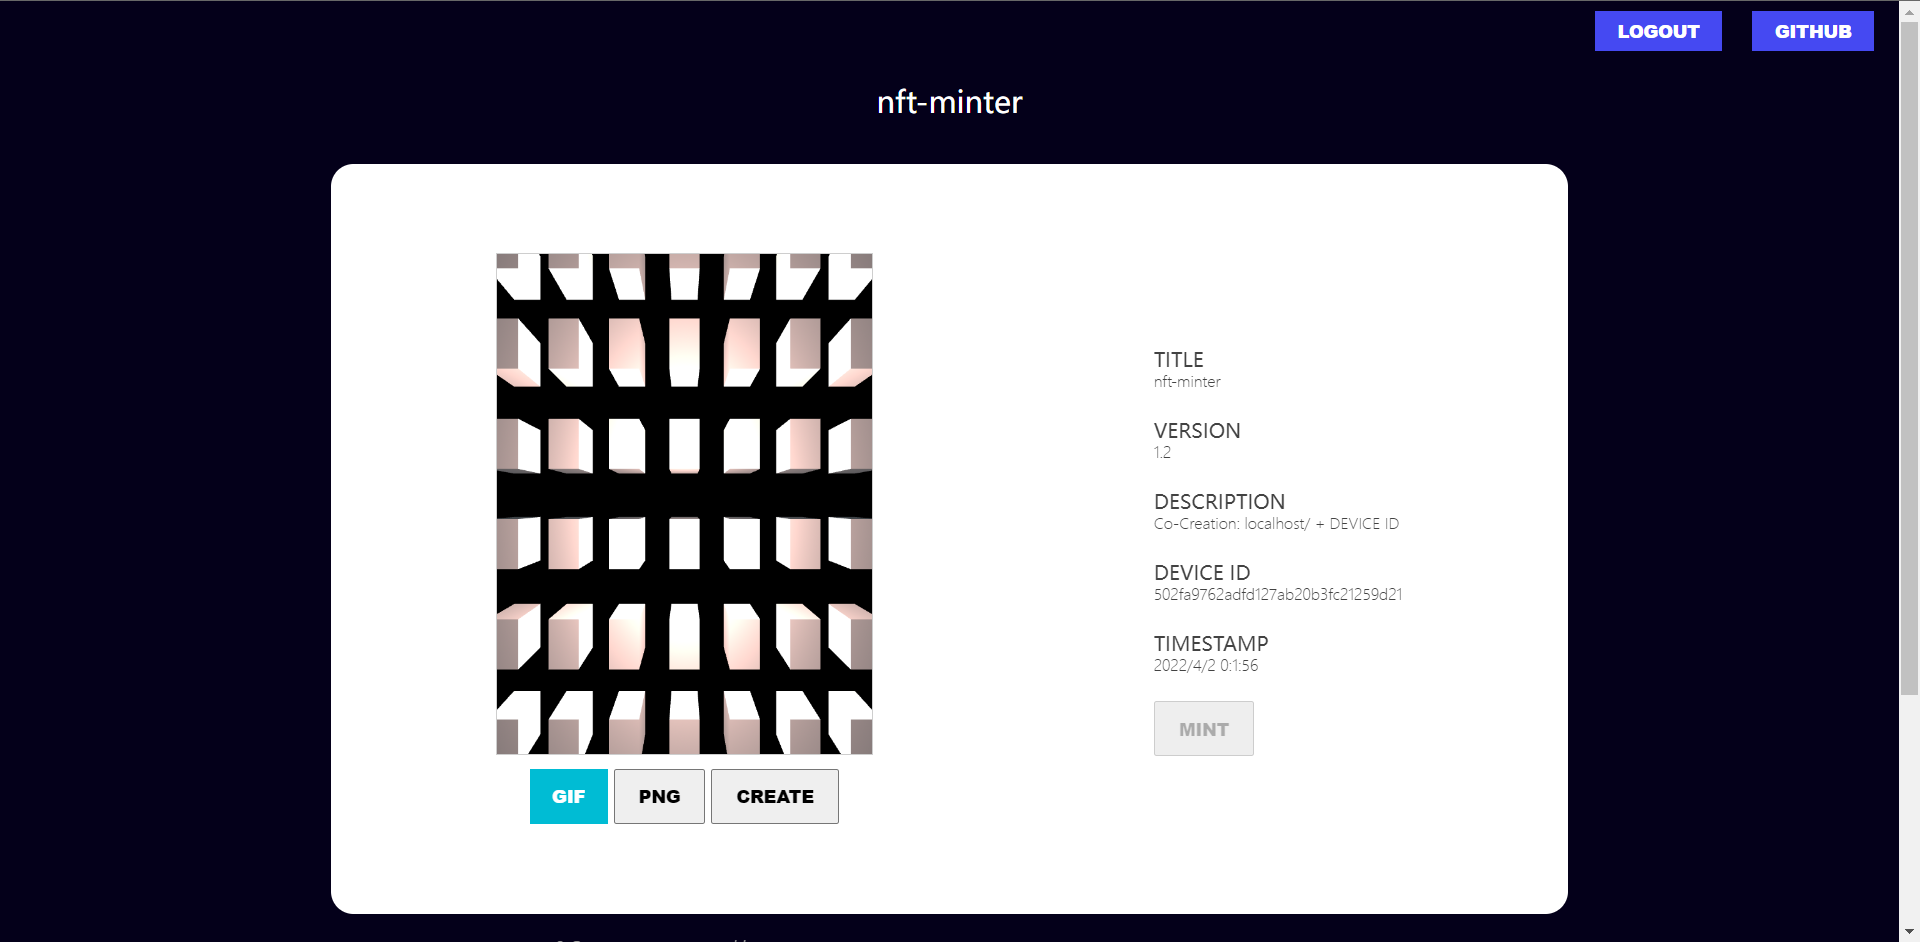 LOGOUT
GITHUB
nft-minter
TITLE
nft-minter
VERSION
1.2
DESCRIPTION
Co-Creation: localhost/ + DEVICE ID
DEVICE ID
502fa9762adfd127ab20b3fc21259d21
TIMESTAMP
2022/4/2 0:1:56
MINT
GIF
PNG
CREATE